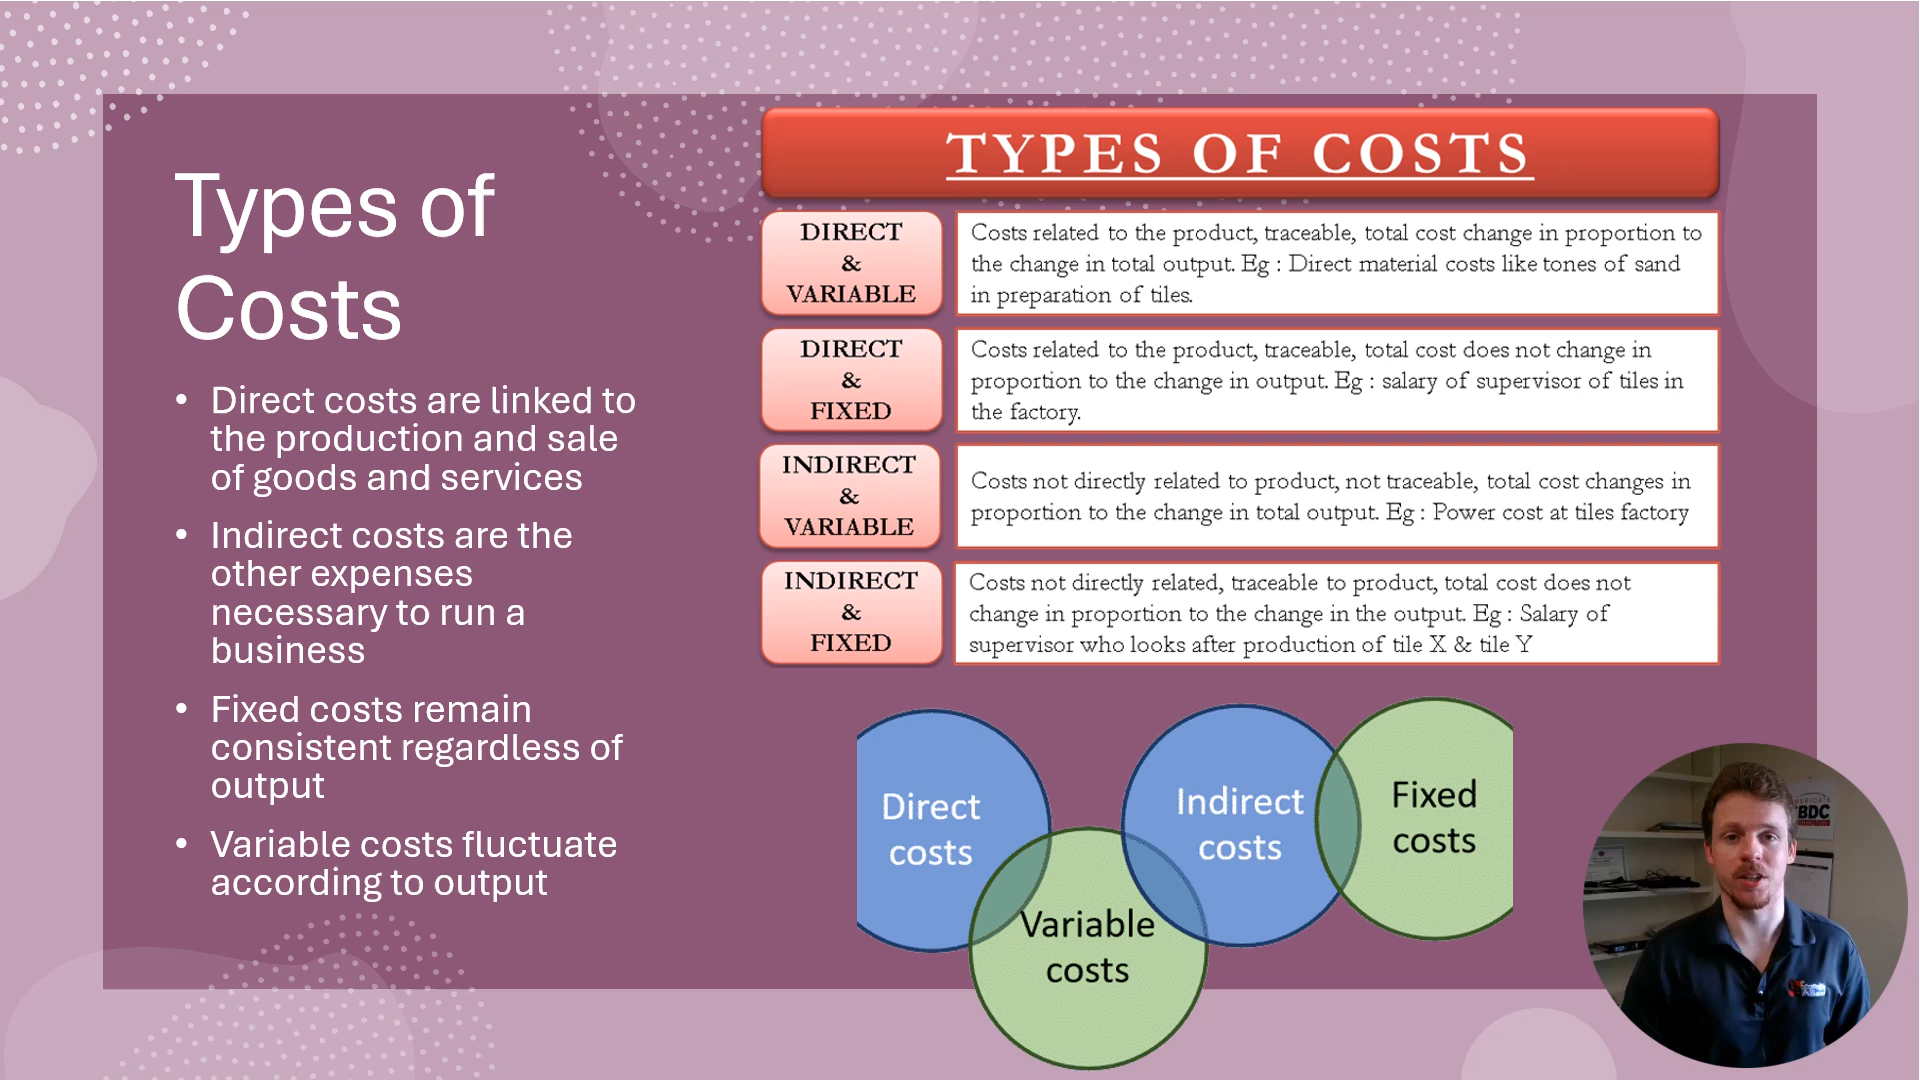 Types of
Costs
• Direct costs are linked to
the production and sale
of goods and services
• Indirect costs are the
other expenses
necessary to run a
business
• Fixed costs remain
consistent regardless of
output
• Variable costs fluctuate
according to output
TYPES OF COSTS
DIRECT
&
VARIABLE
Costs related to the product, traceable, total cost change in proportion to
the change in total output. Eg : Direct material costs like tones of sand
in preparation of tiles.
DIRECT
&
FIXED
Costs related to the product, traceable, total cost does not change in
proportion to the change in output. Eg : salary of supervisor of tiles in
the factory.
INDIRECT
&
VARIABLE
Costs not directly related to product, not traceable, total cost changes in
proportion to the change in total output. Eg : Power cost at tiles factory
INDIRECT
&
FIXED
Costs not directly related, traceable to product, total cost does not
change in proportion to the change in the output. Eg : Salary of
supervisor who looks after production of tile X & tile Y
Direct
costs
Variable
costs
Indirect
costs
Fixed
costs
BDC